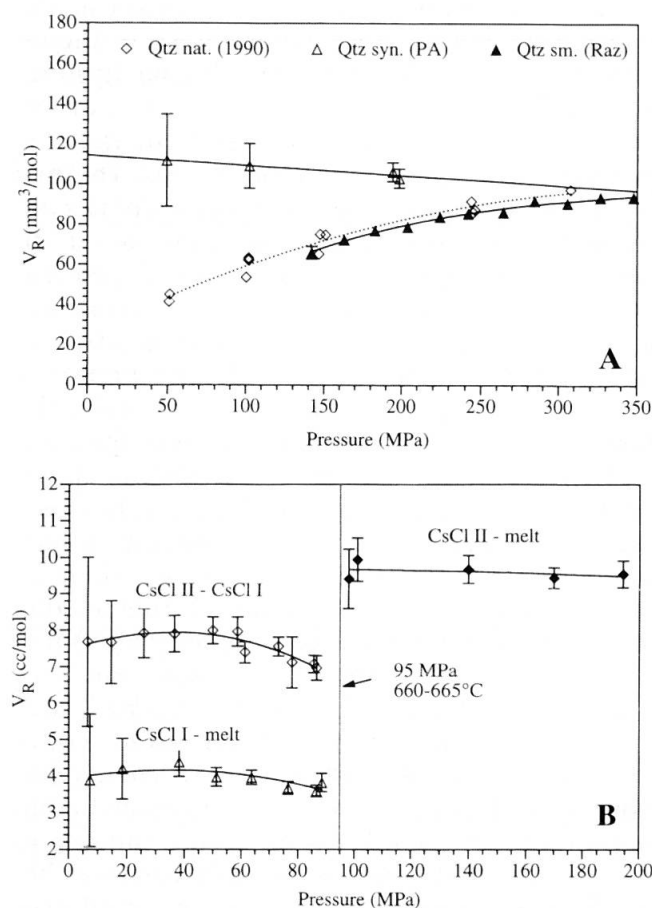 180
160
140
120
100
80
60
40
20
0
V_R (mm³/mol)
◇ Qtz nat. (1990) △ Qtz syn. (PA) ▲ Qtz sm. (Raz)
A
0 50 100 150 200 250 300 350
Pressure (MPa)
12
11
10
9
8
7
6
5
4
3
2
V_R (cc/mol)
CsCl II - melt
CsCl II - CsCl I
95 MPa
660-665°C
CsCl I - melt
B
0 20 40 60 80 100 120 140 160 180 200
Pressure (MPa)